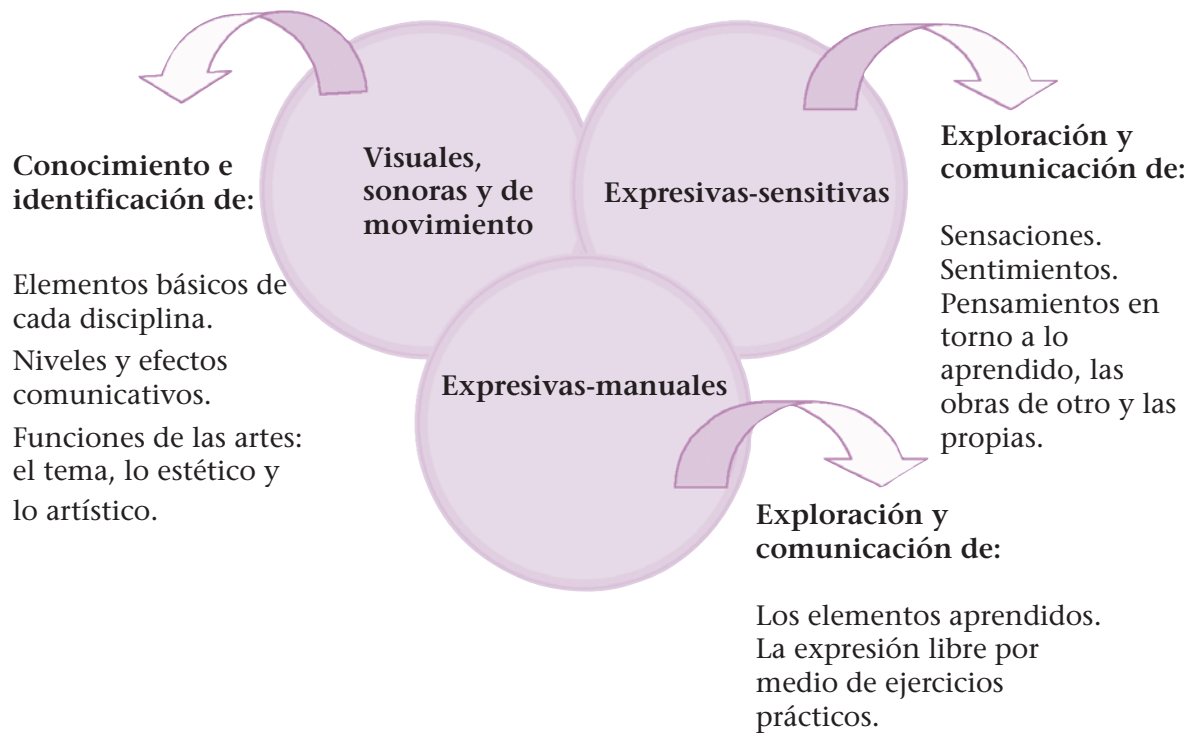 Visuales,
sonoras y de
movimiento
Expresivas-sensitivas
Expresivas-manuales
Conocimiento e
identificación de:
Elementos básicos de
cada disciplina.
Niveles y efectos
comunicativos.
Funciones de las artes:
el tema, lo estético y
lo artístico.
Exploración y
comunicación de:
Sensaciones.
Sentimientos.
Pensamientos en
torno a lo
aprendido, las
obras de otro y las
propias.
Exploración y
comunicación de:
Los elementos aprendidos.
La expresión libre por
medio de ejercicios
prácticos.